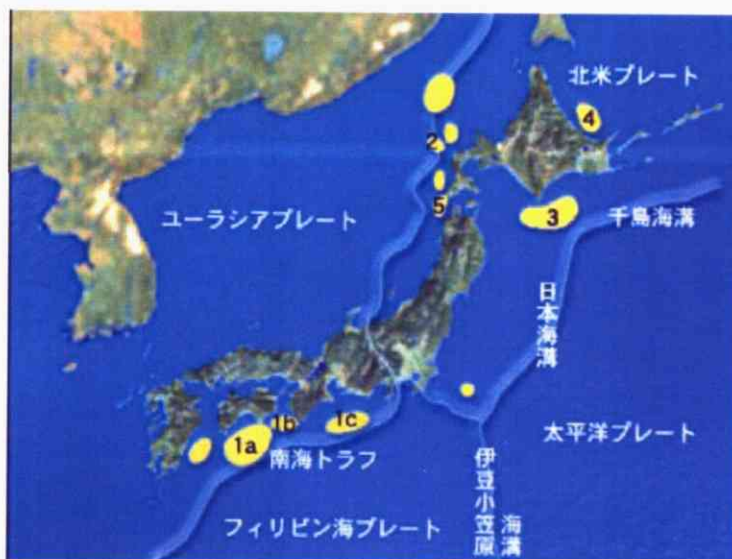 北米プレート
4
2
ユーラシアプレート
5
3
千島海溝
日本海溝
1b
1c
1a
太平洋プレート
南海トラフ
伊豆小笠原海溝
フィリピン海プレート